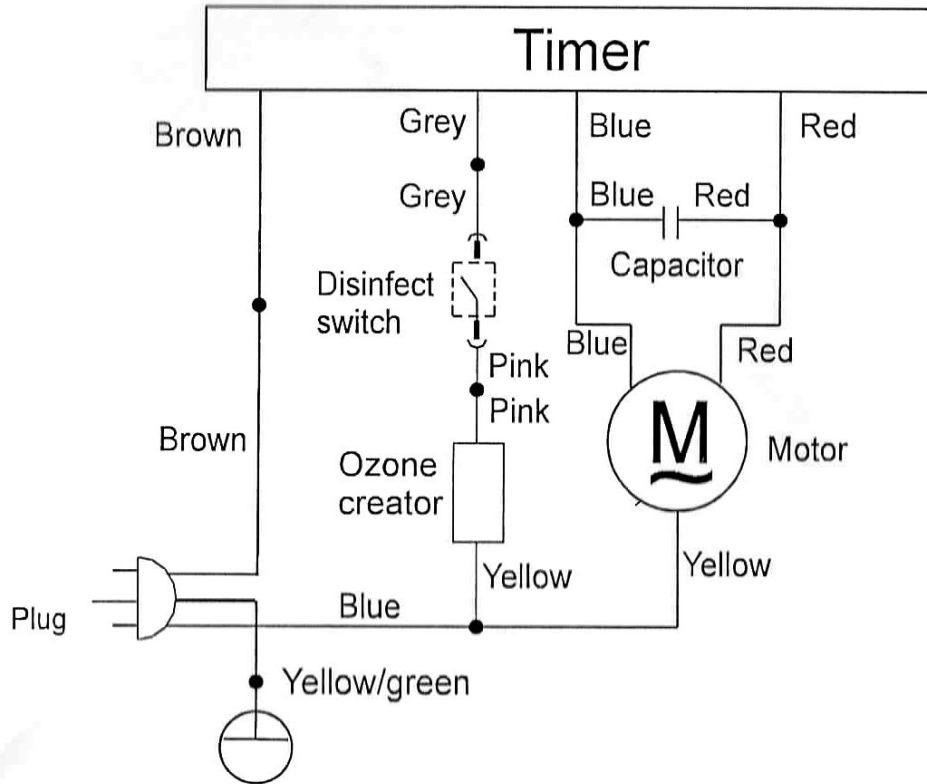 Timer
Brown
Grey
Blue
Red
Grey
Blue
Red
Capacitor
Disinfect
switch
Blue
Red
Pink
Pink
Brown
Ozone
creator
M
Motor
Yellow
Yellow
Blue
Plug
Yellow/green